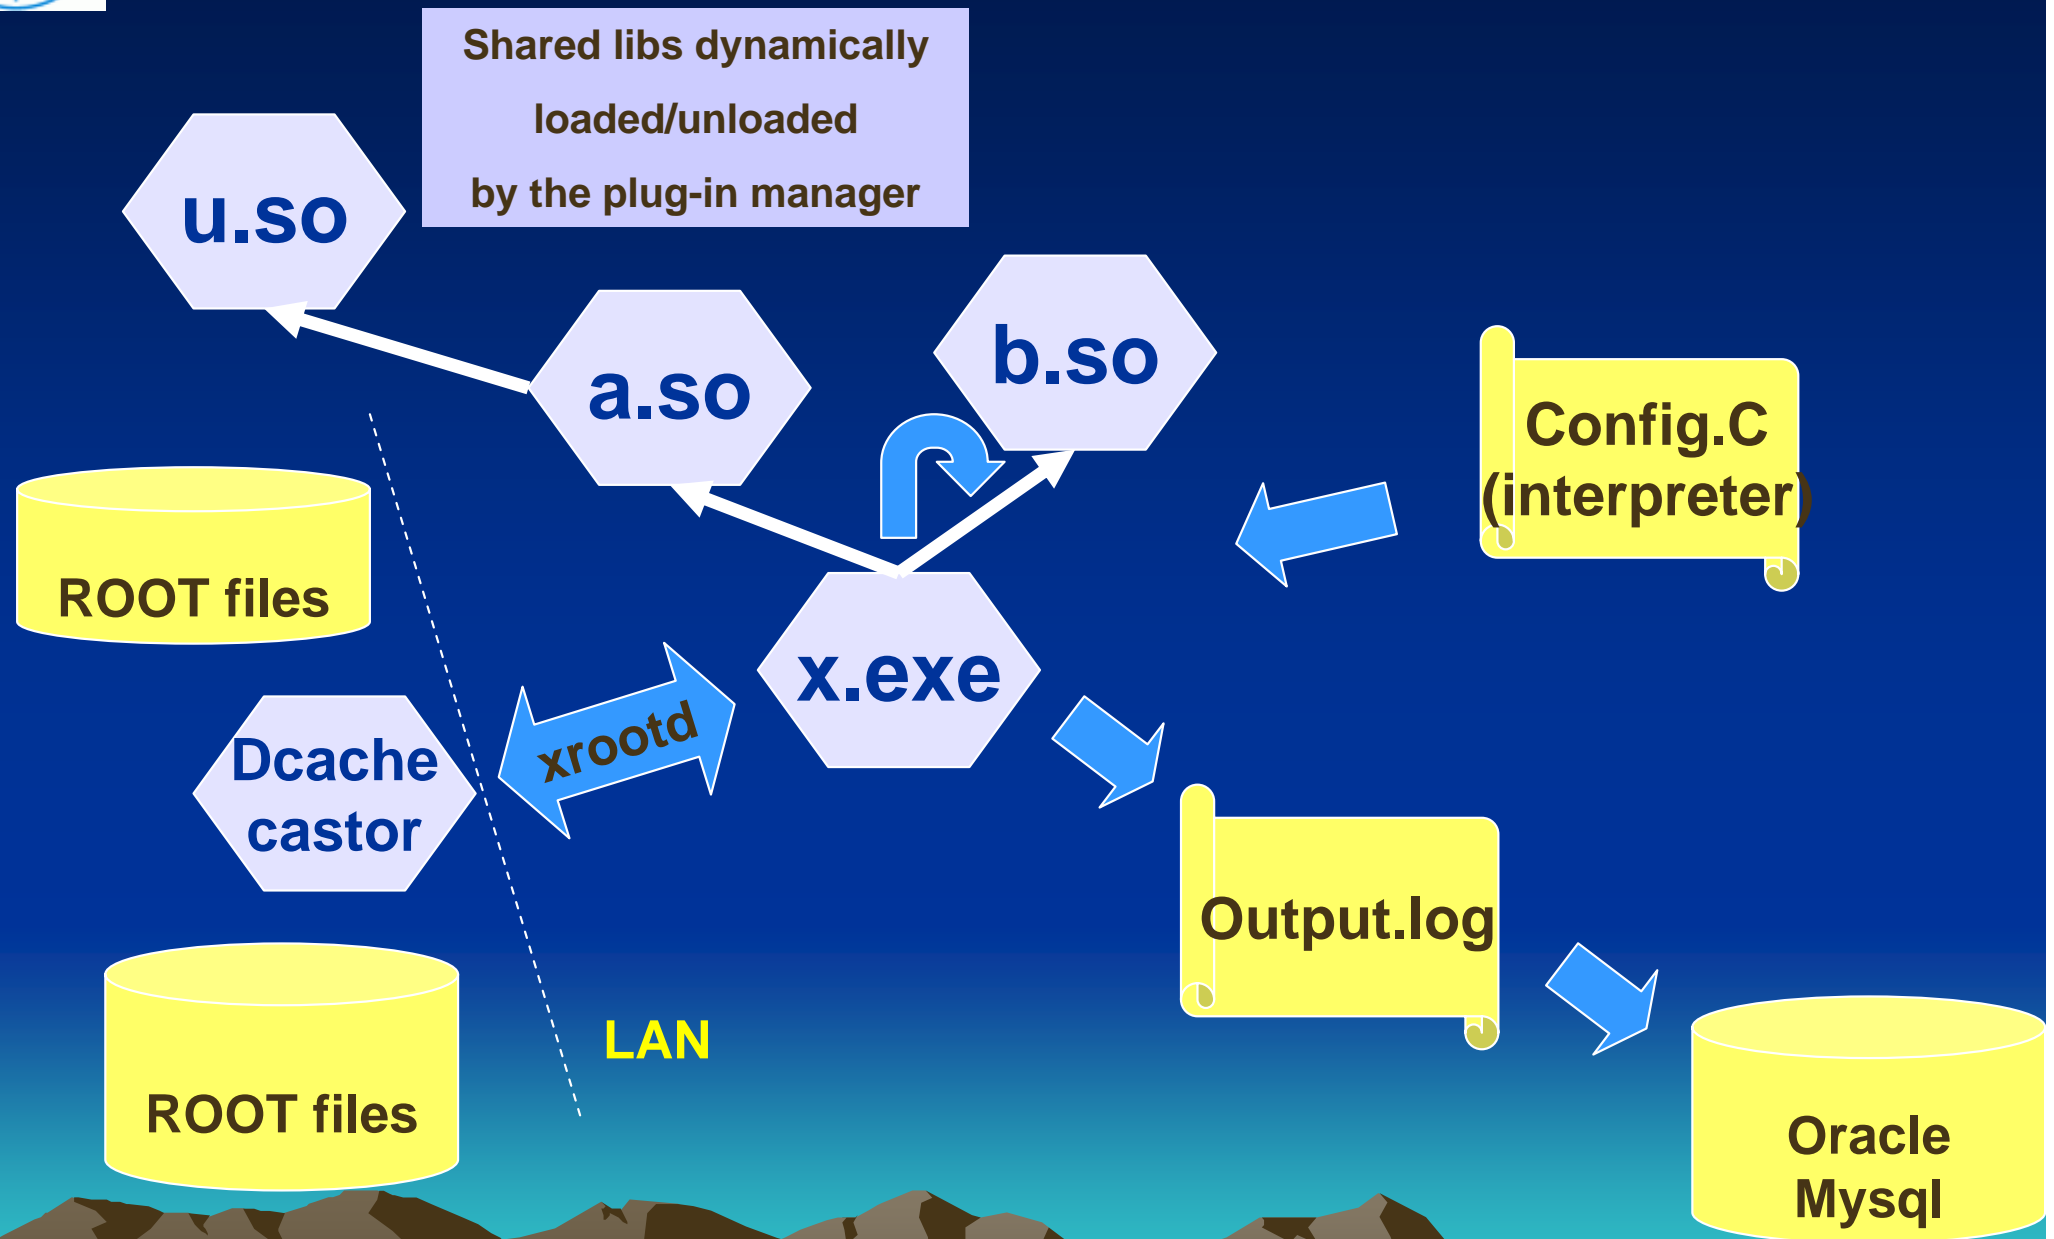 Shared libs dynamically
loaded/unloaded
by the plug-in manager
u.so
a.so
b.so
Config.C
(interpreter)
ROOT files
x.exe
xrootd
Dcache
castor
Output.log
LAN
ROOT files
Oracle
Mysql